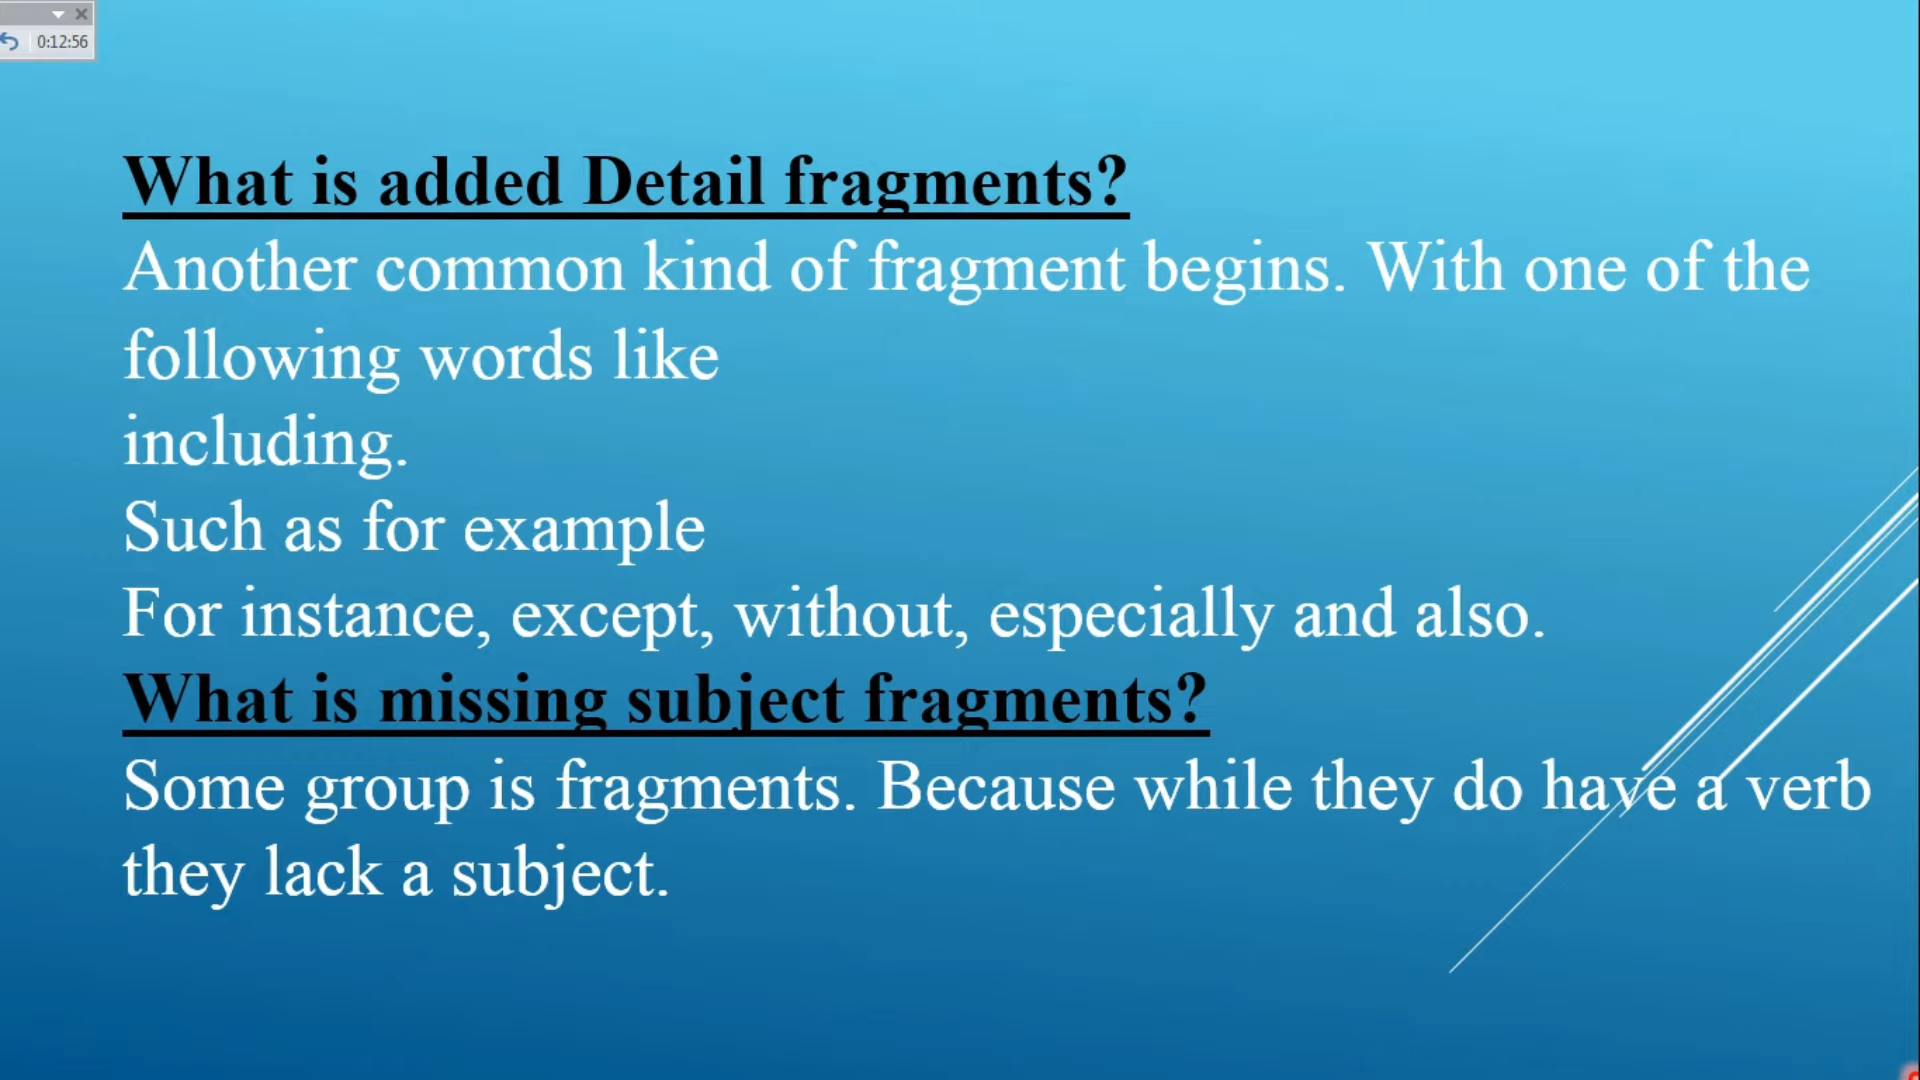 0:12:56
What is added Detail fragments?
Another common kind of fragment begins. With one of the
following words like
including.
Such as for example
For instance, except, without, especially and also.
What is missing subject fragments?
Some group is fragments. Because while they do have a verb
they lack a subject.